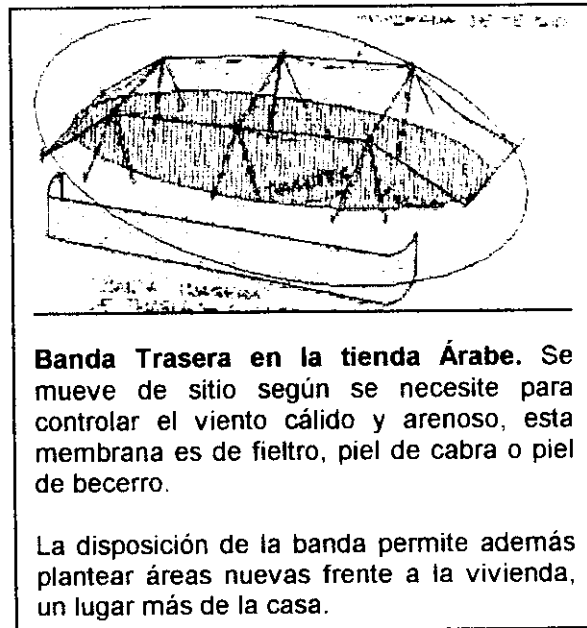 Banda Trasera en la tienda Árabe. Se
mueve de sitio según se necesite para
controlar el viento cálido y arenoso, esta
membrana es de fieltro, piel de cabra o piel
de becerro.
La disposición de la banda permite además
plantear áreas nuevas frente a la vivienda,
un lugar más de la casa.